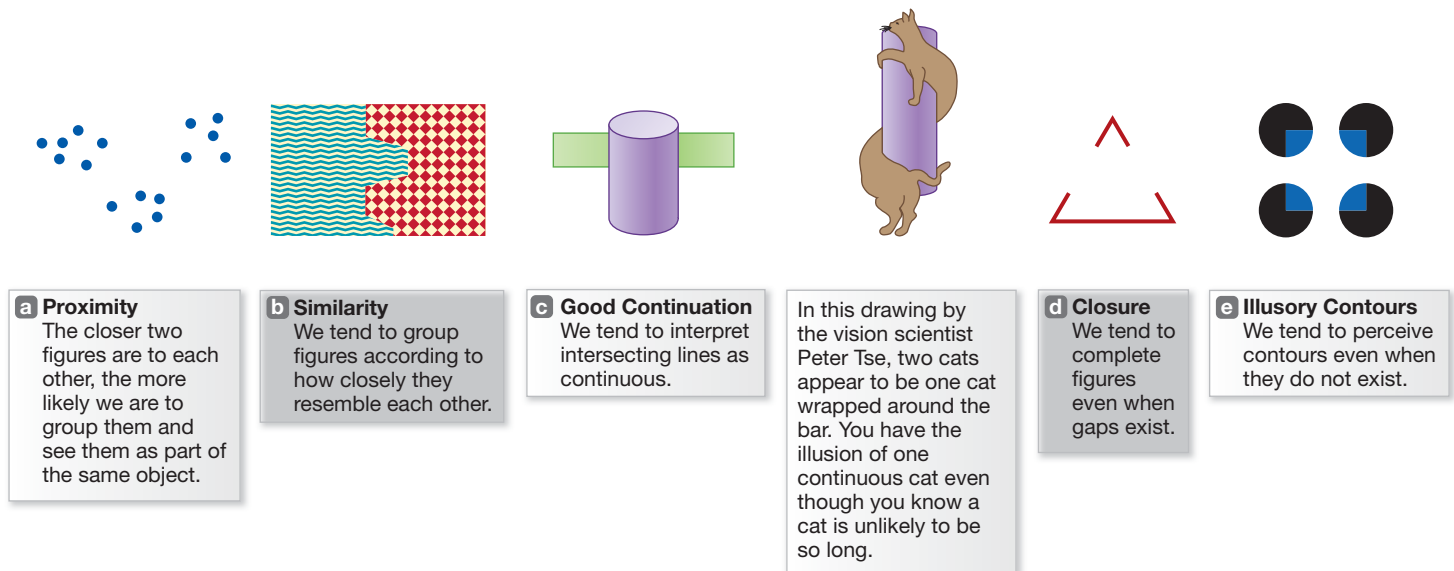 a Proximity
The closer two
figures are to each
other, the more
likely we are to
group them and
see them as part of
the same object.
b Similarity
We tend to group
figures according to
how closely they
resemble each other.
c Good Continuation
We tend to interpret
intersecting lines as
continuous.
In this drawing by
the vision scientist
Peter Tse, two cats
appear to be one cat
wrapped around the
bar. You have the
illusion of one
continuous cat even
though you know a
cat is unlikely to be
so long.
d Closure
We tend to
complete
figures
even when
gaps exist.
e Illusory Contours
We tend to perceive
contours even when
they do not exist.